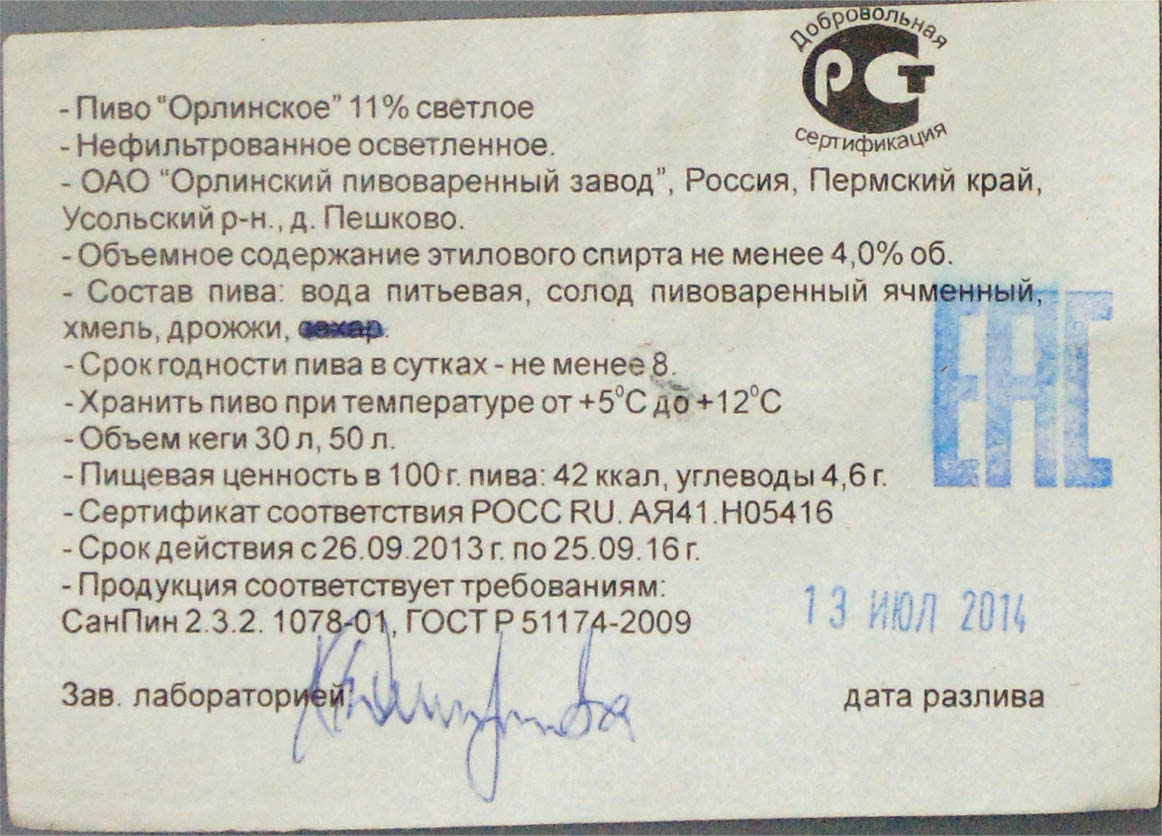 Добровольная
РСТ
сертификация
- Пиво “Орлинское” 11% светлое
- Нефильтрованное осветленное.
- ОАО “Орлинский пивоваренный завод”, Россия, Пермский край,
Усольский р-н., д. Пешково.
- Объемное содержание этилового спирта не менее 4,0% об.
- Состав пива: вода питьевая, солод пивоваренный ячменный,
хмель, дрожжи, сахар.
EAC
- Срок годности пива в сутках - не менее 8.
- Хранить пиво при температуре от +5⁰С до +12⁰С
- Объем кеги 30 л, 50 л.
- Пищевая ценность в 100 г. пива: 42 ккал, углеводы 4,6 г.
- Сертификат соответствия РОСС RU. АЯ41.Н05416
- Срок действия с 26.09.2013 г. по 25.09.16 г.
- Продукция соответствует требованиям:
СанПин 2.3.2. 1078-01, ГОСТ Р 51174-2009
13 ИЮЛ 2014
Зав. лабораторией
дата разлива